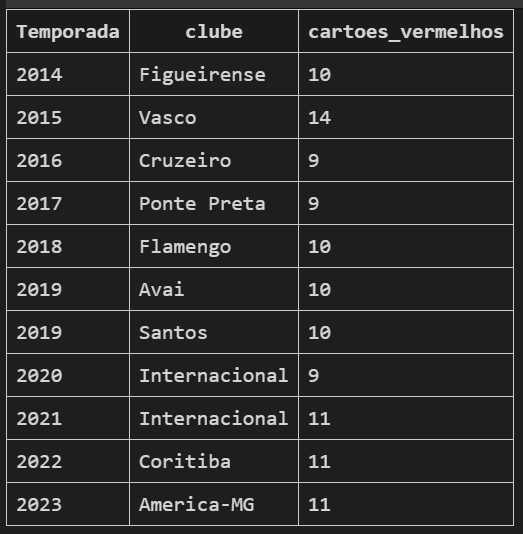 Temporada clube cartoes_vermelhos
2014 Figueirense 10
2015 Vasco 14
2016 Cruzeiro 9
2017 Ponte Preta 9
2018 Flamengo 10
2019 Avai 10
2019 Santos 10
2020 Internacional 9
2021 Internacional 11
2022 Coritiba 11
2023 America-MG 11